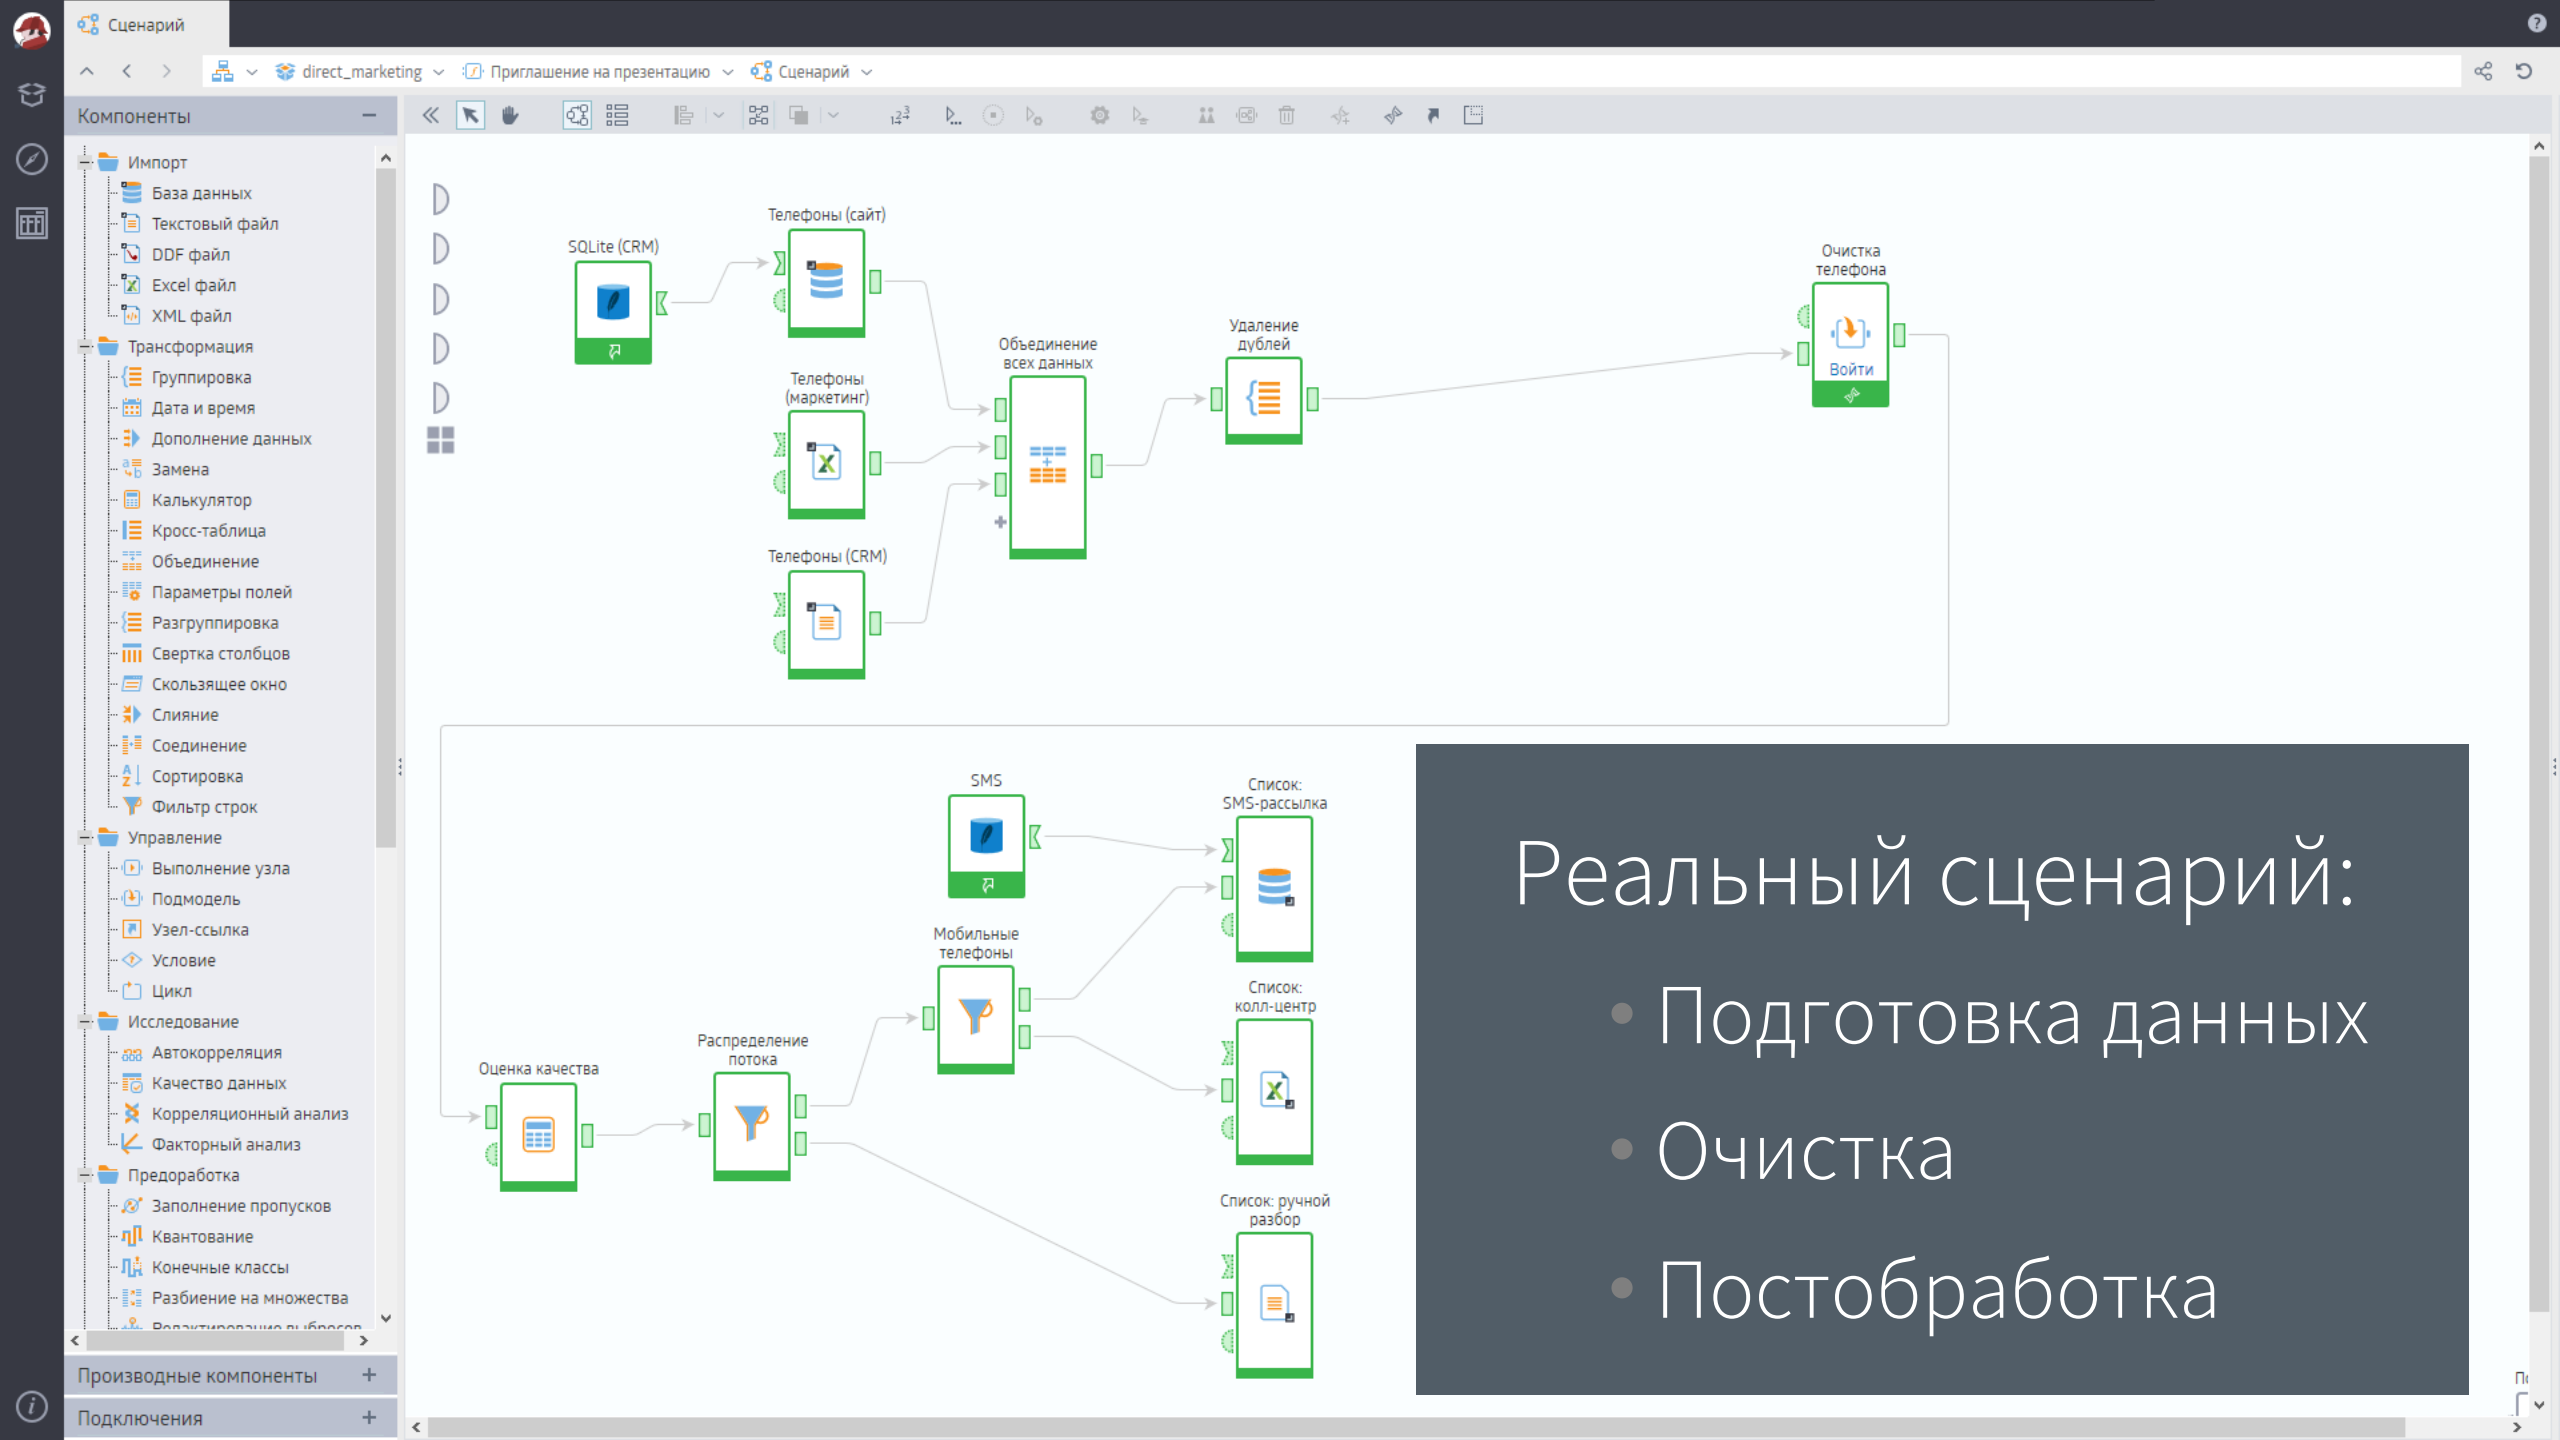 Сценарий
direct_marketing
Приглашение на презентацию
Сценарий
Компоненты
Импорт
База данных
Текстовый файл
DDF файл
Excel файл
XML файл
Трансформация
Группировка
Дата и время
Дополнение данных
Замена
Калькулятор
Кросс-таблица
Объединение
Параметры полей
Разгруппировка
Свертка столбцов
Скользящее окно
Слияние
Соединение
Сортировка
Фильтр строк
Управление
Выполнение узла
Подмодель
Узел-ссылка
Условие
Цикл
Исследование
Автокорреляция
Качество данных
Корреляционный анализ
Факторный анализ
Предоработка
Заполнение пропусков
Квантование
Конечные классы
Разбиение на множества
Редактирование выбросов
Производные компоненты
Подключения
SQLite (CRM)
Телефоны (сайт)
Телефоны
(маркетинг)
Телефоны (CRM)
Объединение
всех данных
Удаление
дублей
Очистка
телефона
Войти
Оценка качества
Распределение
потока
Мобильные
телефоны
SMS
Список:
SMS-рассылка
Список:
колл-центр
Список: ручной
разбор
Реальный сценарий:
• Подготовка данных
• Очистка
• Постобработка